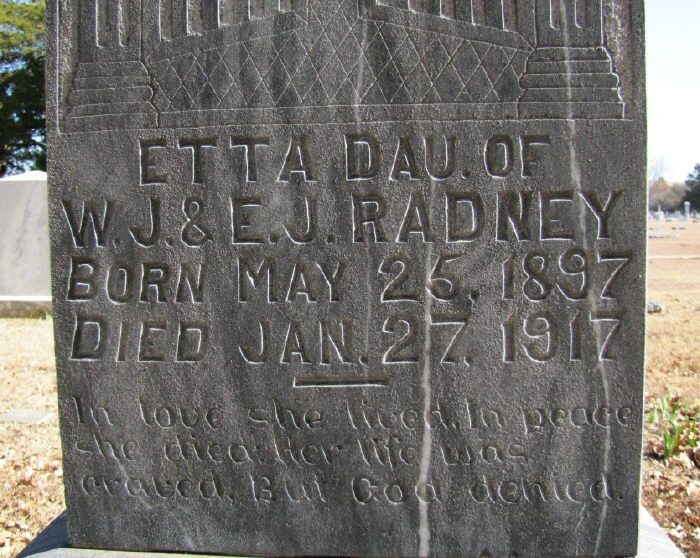 ETTA DAU. OF
W. J. & E. J. RADNEY
BORN MAY 25. 1897
DIED JAN. 27. 1917
In love she lived. In peace
she died. Her life was
craved. But God denied.